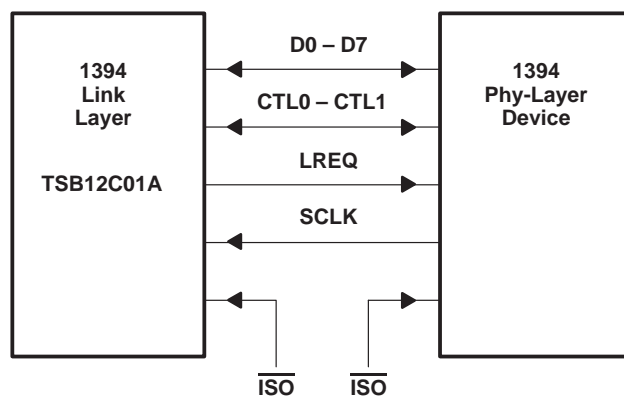 D0 – D7
1394
Link
Layer
1394
Phy-Layer
Device
CTL0 – CTL1
LREQ
TSB12C01A
SCLK
ISO
ISO